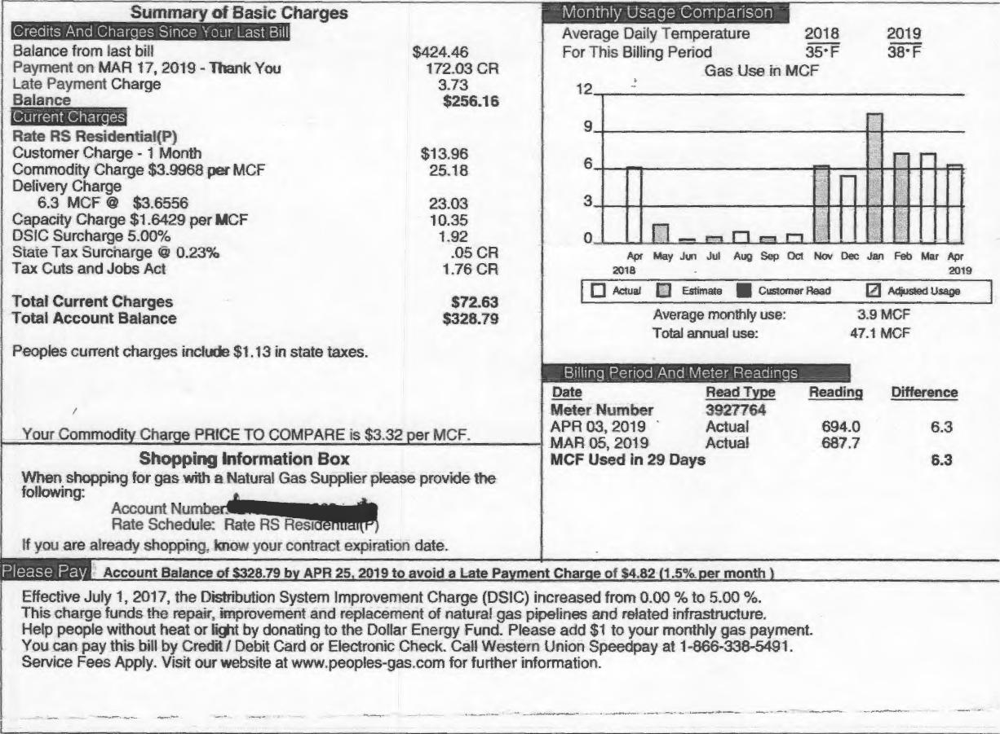 Summary of Basic Charges
Credits And Charges Since Your Last Bill
Balance from last bill $424.46
Payment on MAR 17, 2019 - Thank You 172.03 CR
Late Payment Charge 3.73
Balance $256.16
Current Charges
Rate RS Residential(P)
Customer Charge - 1 Month $13.96
Commodity Charge $3.9968 per MCF 25.18
Delivery Charge
6.3 MCF @ $3.6556 23.03
Capacity Charge $1.6429 per MCF 10.35
DSIC Surcharge 5.00% 1.92
State Tax Surcharge @ 0.23% .05 CR
Tax Cuts and Jobs Act 1.76 CR
Total Current Charges $72.63
Total Account Balance $328.79
Peoples current charges include $1.13 in state taxes.
Your Commodity Charge PRICE TO COMPARE is $3.32 per MCF.
Shopping Information Box
When shopping for gas with a Natural Gas Supplier please provide the
following:
Account Number:
Rate Schedule: Rate RS Residential(P)
If you are already shopping, know your contract expiration date.
Monthly Usage Comparison
Average Daily Temperature 2018 2019
For This Billing Period 35°F 38°F
Gas Use in MCF
12
9
6
3
0
Apr May Jun Jul Aug Sep Oct Nov Dec Jan Feb Mar Apr
2018 2019
Actual Estimate Customer Read Adjusted Usage
Average monthly use: 3.9 MCF
Total annual use: 47.1 MCF
Billing Period And Meter Readings
Date Read Type Reading Difference
Meter Number 3927764
APR 03, 2019 Actual 694.0 6.3
MAR 05, 2019 Actual 687.7
MCF Used in 29 Days 6.3
Please Pay Account Balance of $328.79 by APR 25, 2019 to avoid a Late Payment Charge of $4.82 (1.5% per month )
Effective July 1, 2017, the Distribution System Improvement Charge (DSIC) increased from 0.00 % to 5.00 %.
This charge funds the repair, improvement and replacement of natural gas pipelines and related infrastructure.
Help people without heat or light by donating to the Dollar Energy Fund. Please add $1 to your monthly gas payment.
You can pay this bill by Credit / Debit Card or Electronic Check. Call Western Union Speedpay at 1-866-338-5491.
Service Fees Apply. Visit our website at www.peoples-gas.com for further information.